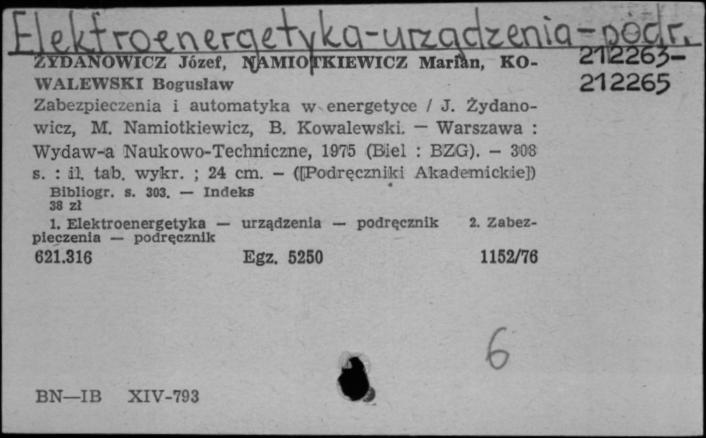 Elektroenergetyka-urządzenia-podr.
ŻYDANOWICZ Józef, NAMIOTKIEWICZ Marian, KO-
WALEWSKI Bogusław
212263-
212265
Zabezpieczenia i automatyka w energetyce / J. Żydano-
wicz, M. Namiotkiewicz, B. Kowalewski. — Warszawa :
Wydaw-a Naukowo-Techniczne, 1975 (Biel : BZG). — 308
s. : il. tab. wykr. ; 24 cm. — ([Podręczniki Akademickie])
Bibliogr. s. 303. — Indeks
38 zł
1. Elektroenergetyka — urządzenia — podręcznik 2. Zabez-
pieczenia — podręcznik
621.316 Egz. 5250 1152/76
6
BN—IB XIV-793